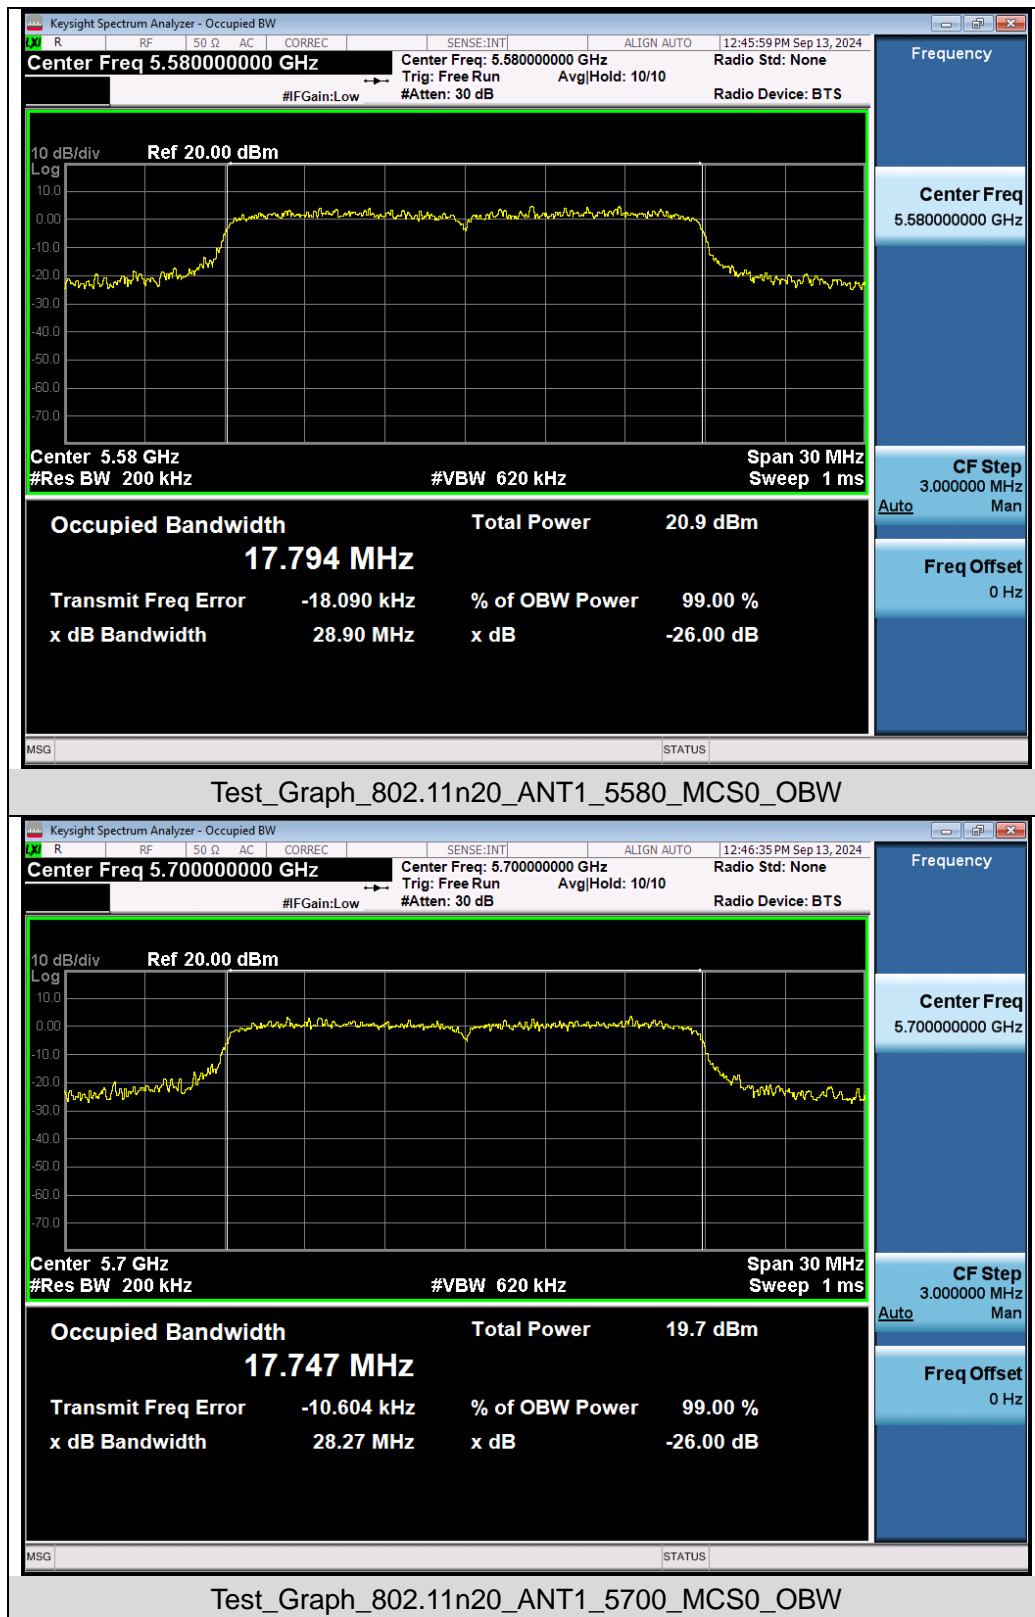 Keysight Spectrum Analyzer - Occupied BW
LXI R RF 50 Ω AC CORREC SENSE:INT ALIGN AUTO 12:45:59 PM Sep 13, 2024
Center Freq 5.580000000 GHz
Center Freq: 5.580000000 GHz
Radio Std: None
Trig: Free Run Avg|Hold: 10/10
#IFGain:Low
#Atten: 30 dB
Radio Device: BTS
Frequency
10 dB/div Ref 20.00 dBm
Log
10.0
0.00
-10.0
-20.0
-30.0
-40.0
-50.0
-60.0
-70.0
Center Freq
5.580000000 GHz
Center 5.58 GHz
Span 30 MHz
#Res BW 200 kHz
#VBW 620 kHz
Sweep 1 ms
CF Step
3.000000 MHz
Auto Man
Occupied Bandwidth
Total Power 20.9 dBm
17.794 MHz
Freq Offset
0 Hz
Transmit Freq Error -18.090 kHz % of OBW Power 99.00 %
x dB Bandwidth 28.90 MHz x dB -26.00 dB
MSG STATUS
Test_Graph_802.11n20_ANT1_5580_MCS0_OBW
Keysight Spectrum Analyzer - Occupied BW
LXI R RF 50 Ω AC CORREC SENSE:INT ALIGN AUTO 12:46:35 PM Sep 13, 2024
Center Freq 5.700000000 GHz
Center Freq: 5.700000000 GHz
Radio Std: None
Trig: Free Run Avg|Hold: 10/10
#IFGain:Low
#Atten: 30 dB
Radio Device: BTS
Frequency
10 dB/div Ref 20.00 dBm
Log
10.0
0.00
-10.0
-20.0
-30.0
-40.0
-50.0
-60.0
-70.0
Center Freq
5.700000000 GHz
Center 5.7 GHz
Span 30 MHz
#Res BW 200 kHz
#VBW 620 kHz
Sweep 1 ms
CF Step
3.000000 MHz
Auto Man
Occupied Bandwidth
Total Power 19.7 dBm
17.747 MHz
Freq Offset
0 Hz
Transmit Freq Error -10.604 kHz % of OBW Power 99.00 %
x dB Bandwidth 28.27 MHz x dB -26.00 dB
MSG STATUS
Test_Graph_802.11n20_ANT1_5700_MCS0_OBW